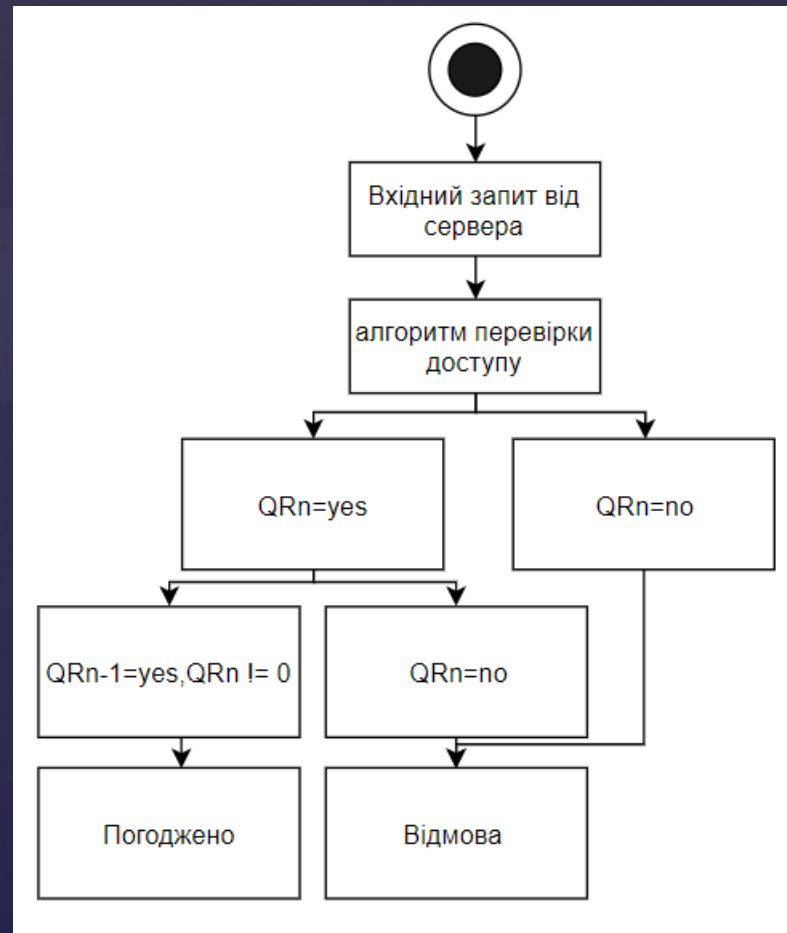 Вхідний запит від
сервера
алгоритм перевірки
доступу
QRn=yes
QRn=no
QRn-1=yes,QRn != 0
QRn=no
Погоджено
Відмова